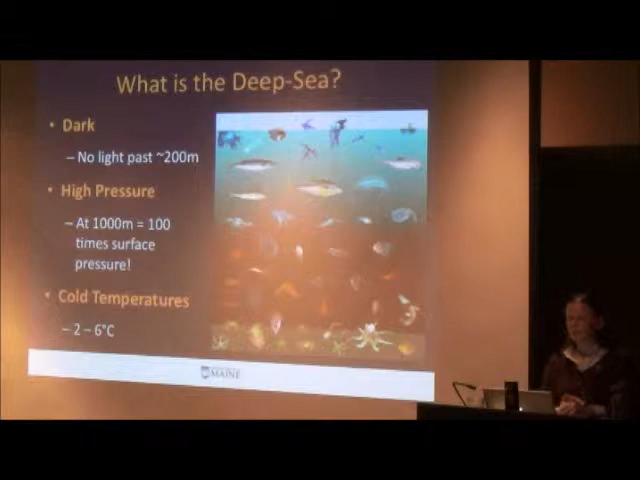 What is the Deep-Sea?
• Dark
– No light past ~200m
• High Pressure
– At 1000m = 100
times surface
pressure!
• Cold Temperatures
– 2 – 6°C
MAINE